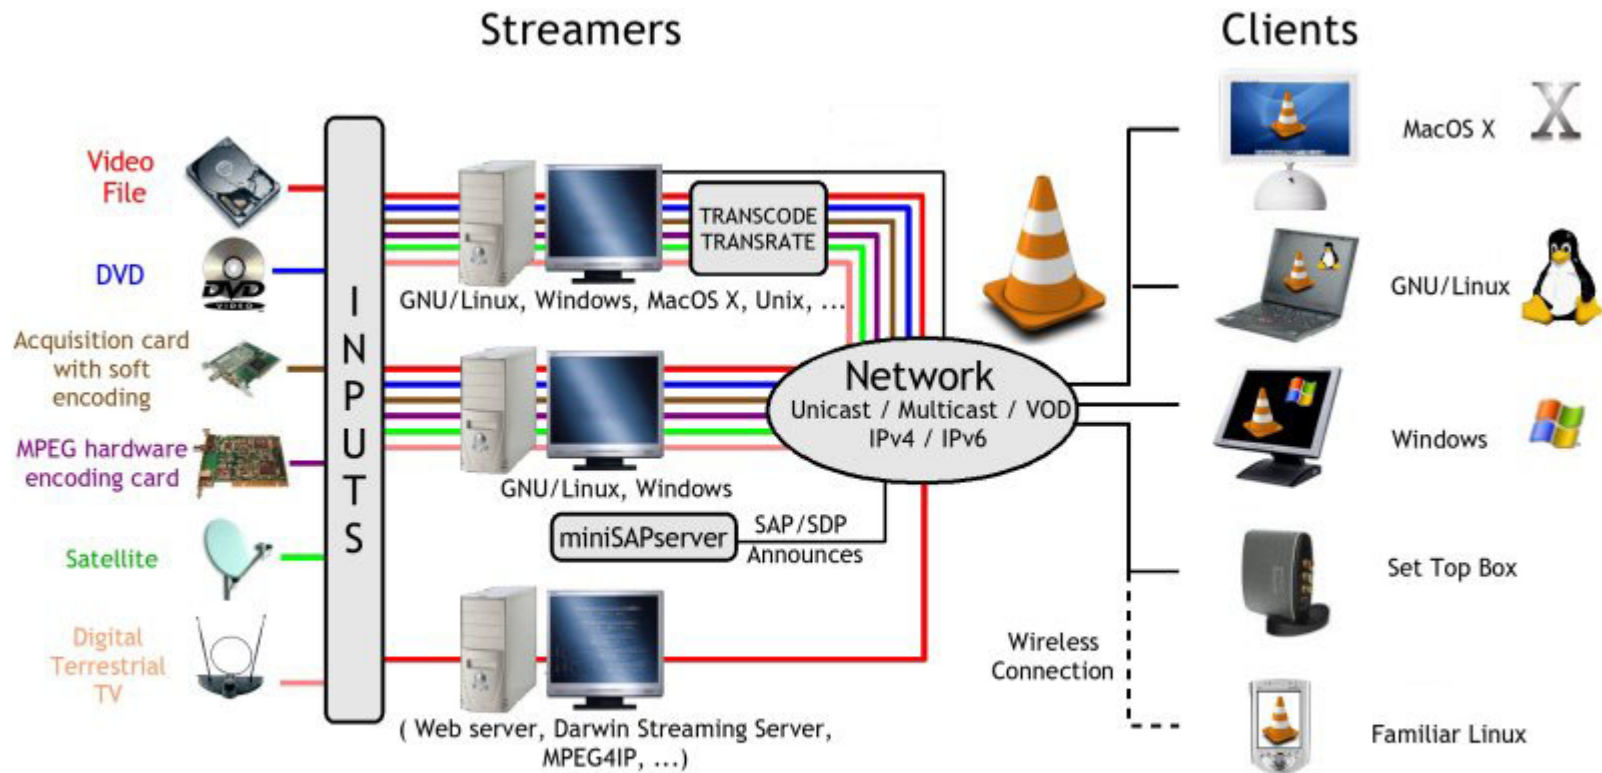 Streamers
Clients
Video
File
DVD
DVD
VIDEO
Acquisition card
with soft
encoding
MPEG hardware
encoding card
Satellite
Digital
Terrestrial
TV
INPUTS
TRANSCODE
TRANSRATE
GNU/Linux, Windows, MacOS X, Unix, ...
GNU/Linux, Windows
miniSAPserver
SAP/SDP
Announces
( Web server, Darwin Streaming Server,
MPEG4IP, ...)
Network
Unicast / Multicast / VOD
IPv4 / IPv6
Wireless
Connection
MacOS X
X
GNU/Linux
Windows
Set Top Box
Familiar Linux